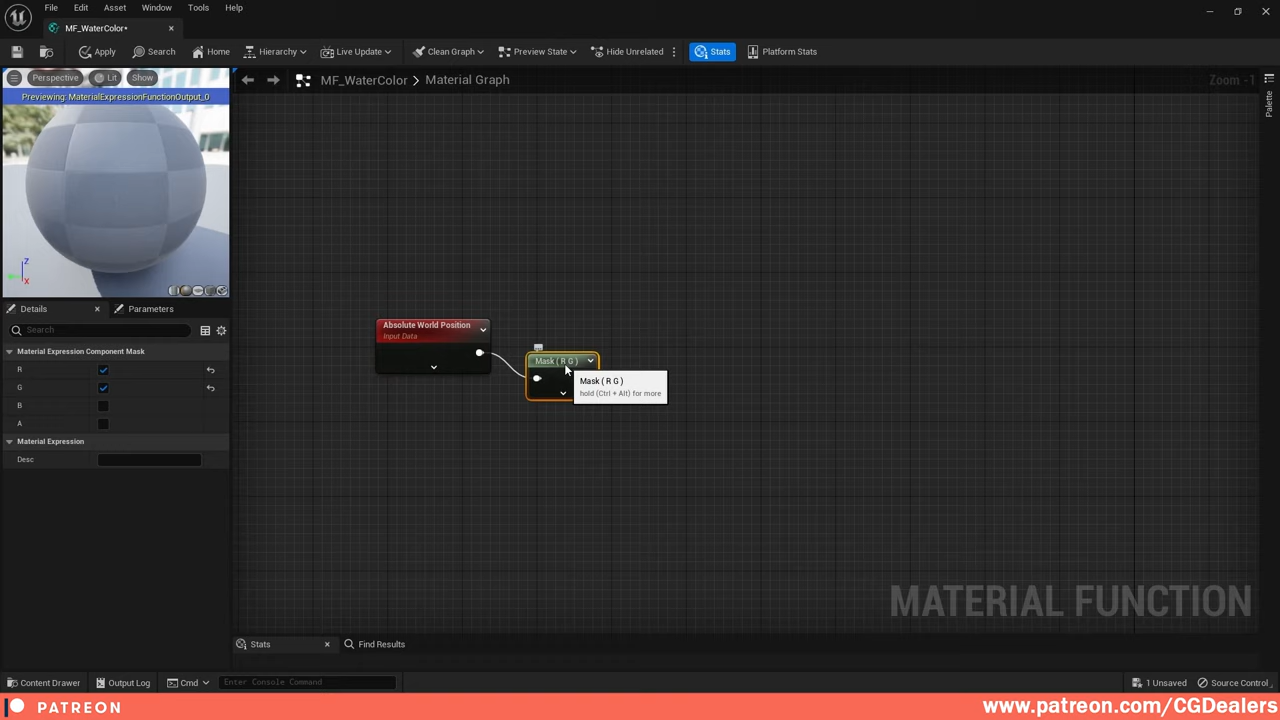 File Edit Asset Window Tools Help
MF_WaterColor*
Apply Search Home Hierarchy Live Update Clean Graph Preview State Hide Unrelated Stats Platform Stats
Perspective Lit Show
MF_WaterColor > Material Graph
Zoom -1
Palette
Previewing: MaterialExpressionFunctionOutput_0
Z
X
Details
Parameters
Search
Material Expression Component Mask
R
G
B
A
Material Expression
Desc
Absolute World Position
Input Data
Mask ( R G )
Mask ( R G )
hold (Ctrl + Alt) for more
MATERIAL FUNCTION
Stats
Find Results
Content Drawer Output Log Cmd Enter Console Command 1 Unsaved Source Control
PATREON
www.patreon.com/CGDealers